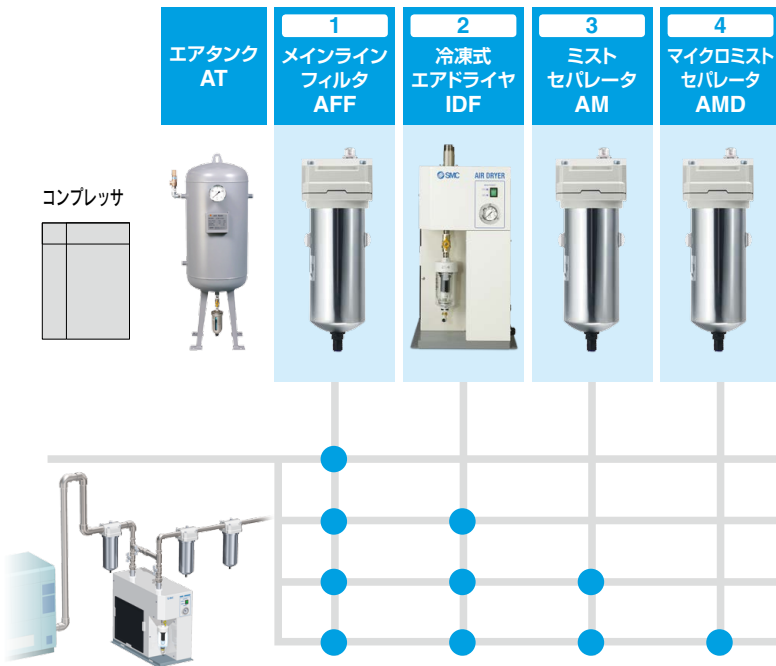 エアタンク
AT
1
メインライン
フィルタ
AFF
2
冷凍式
エアドライヤ
IDF
3
ミスト
セパレータ
AM
4
マイクロミスト
セパレータ
AMD
コンプレッサ
SMC
AIR DRYER